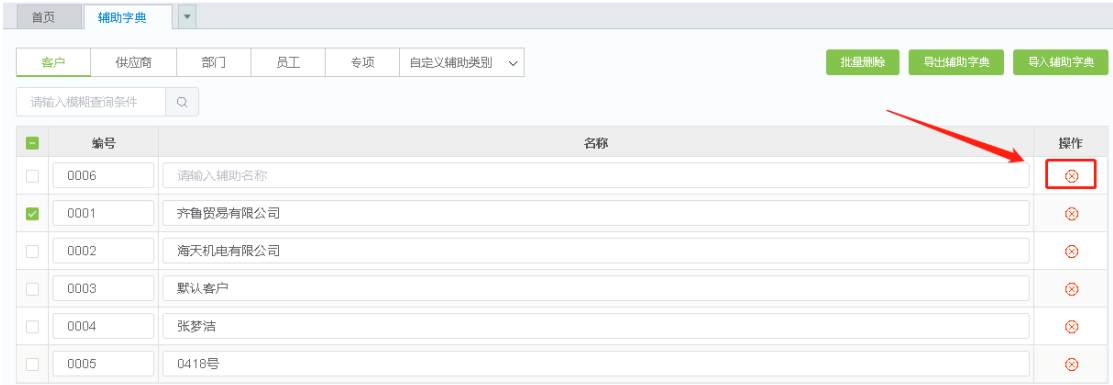 首页 辅助字典
客户 供应商 部门 员工 专项 自定义辅助类别 批量删除 导出辅助字典 导入辅助字典
请输入模糊查询条件
编号 名称 操作
0006 请输入辅助名称
0001 齐鲁贸易有限公司
0002 海天机电有限公司
0003 默认客户
0004 张梦洁
0005 0418号